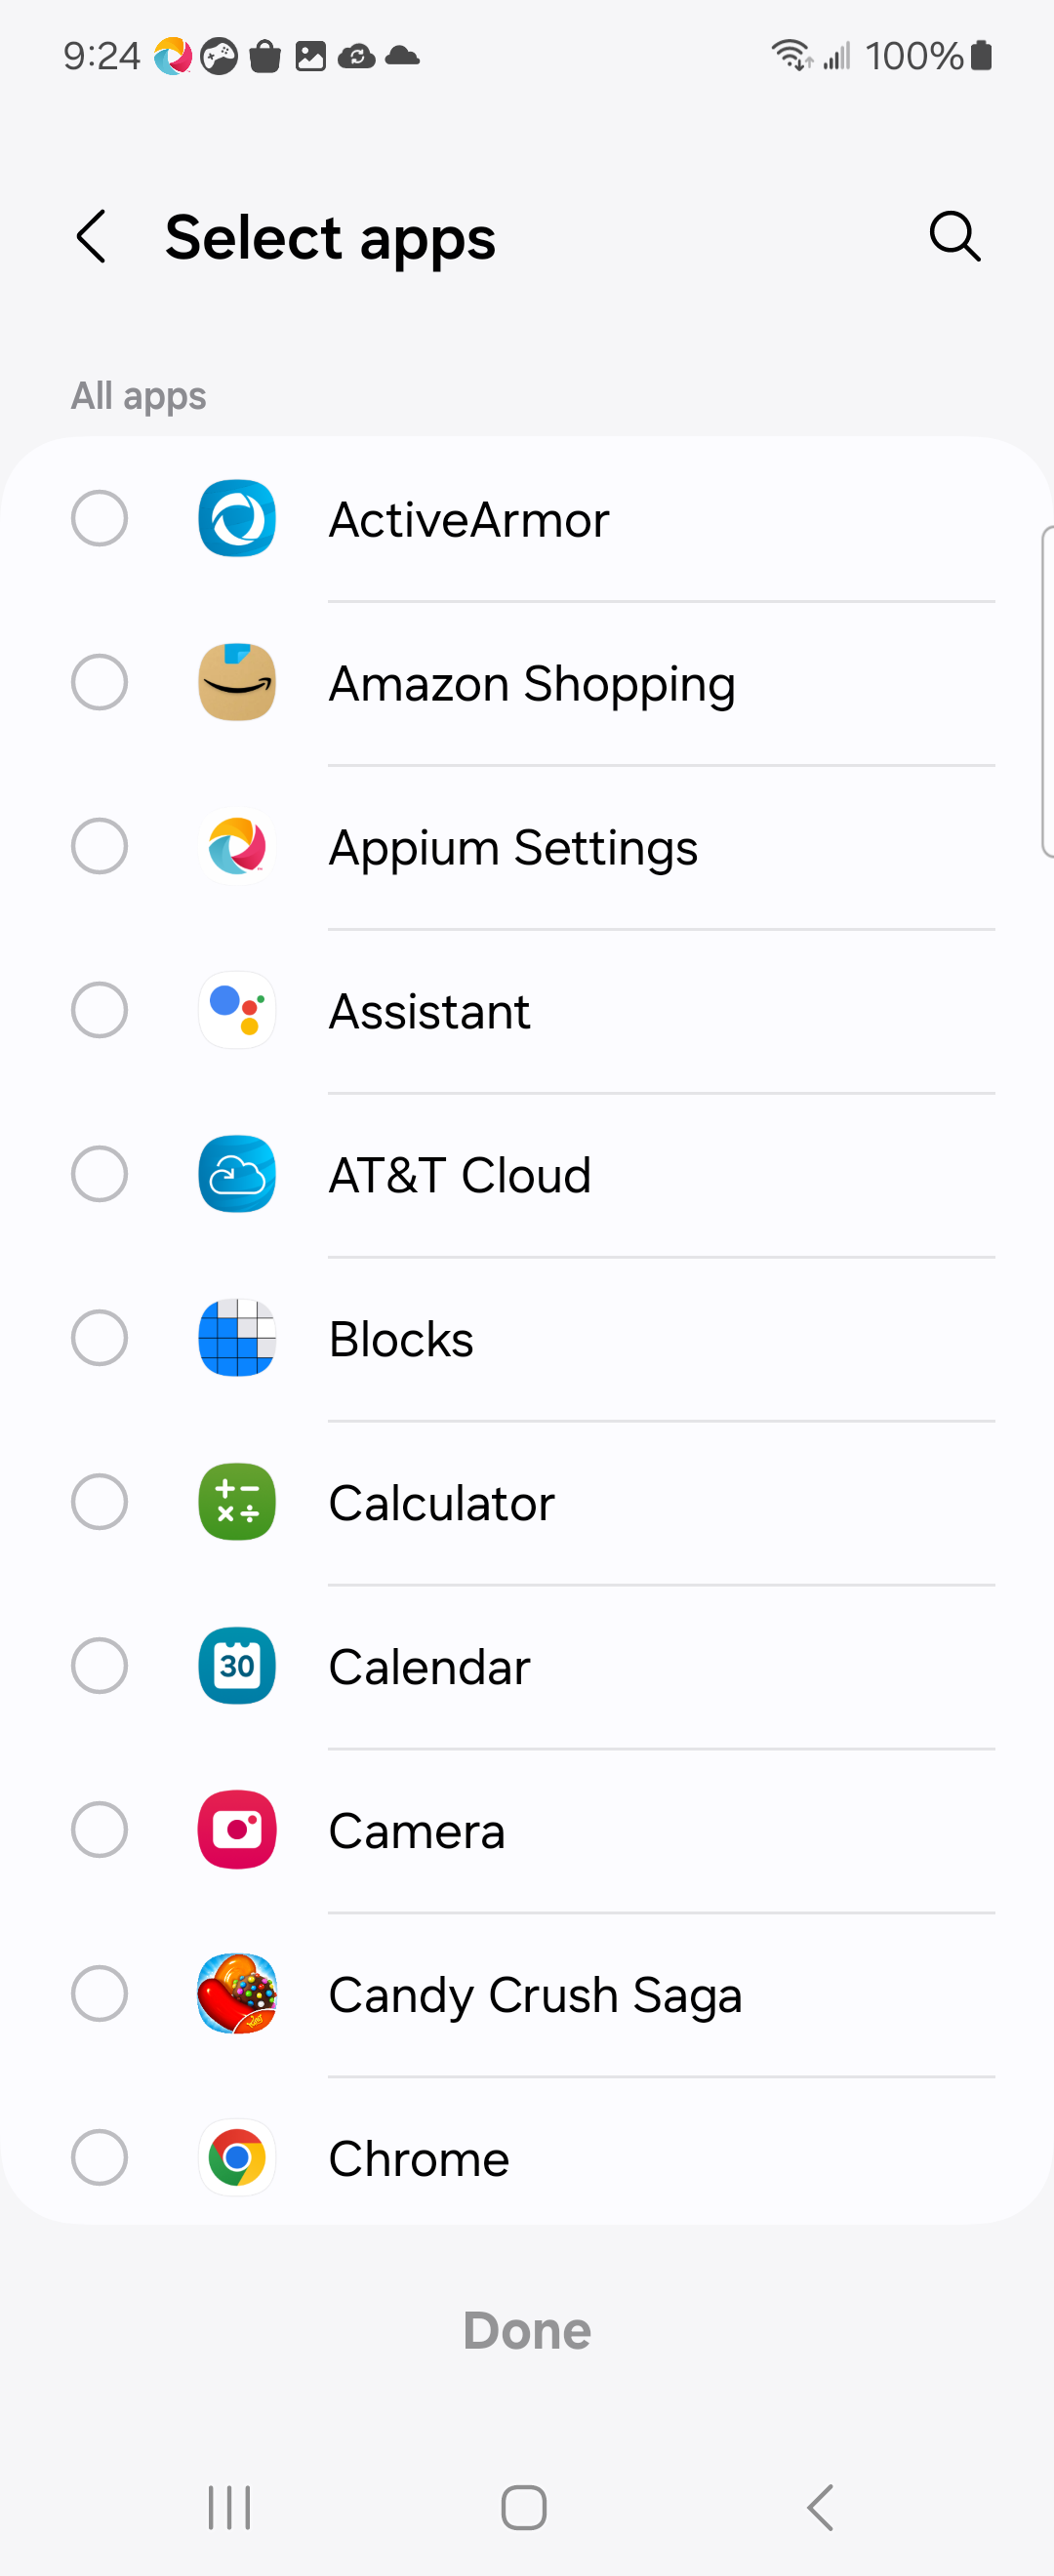 9:24 100%
Select apps
All apps
ActiveArmor
Amazon Shopping
Appium Settings
Assistant
AT&T Cloud
Blocks
Calculator
30
Calendar
Camera
Candy Crush Saga
Chrome
Done